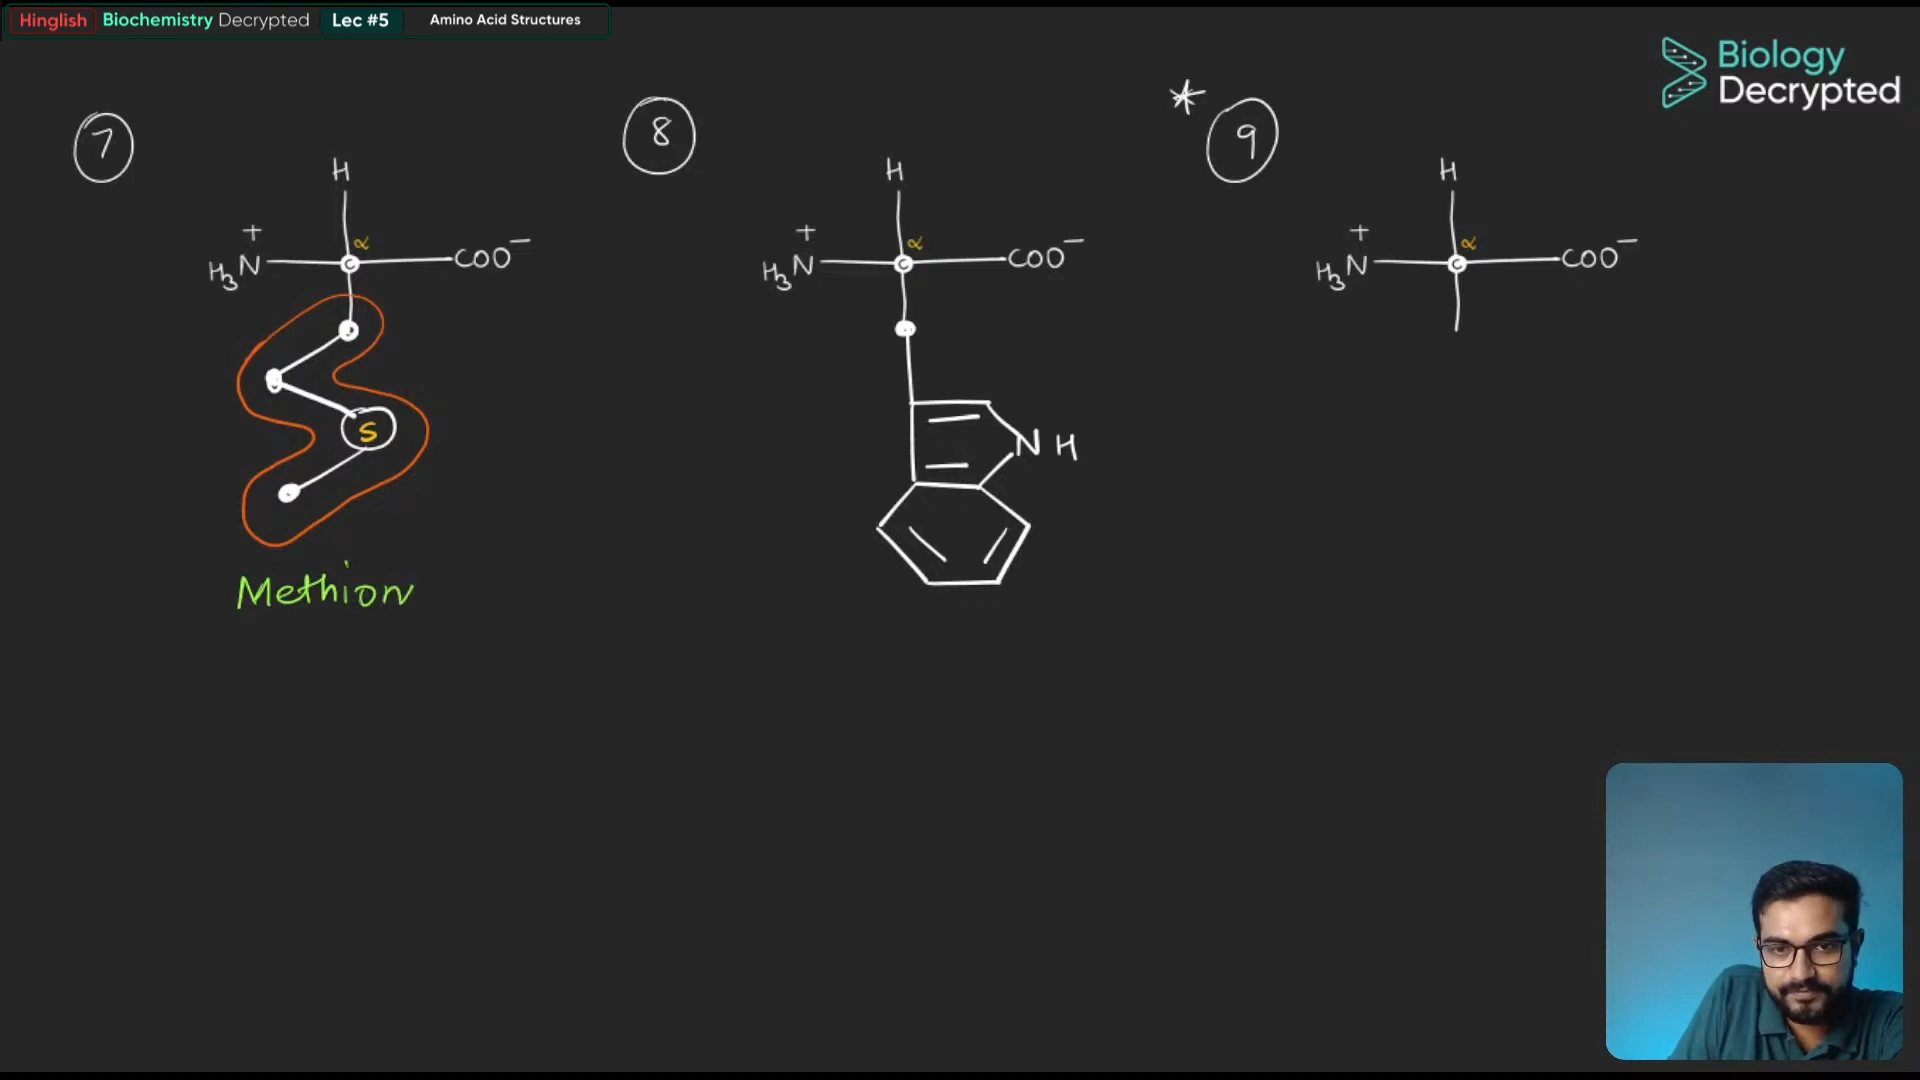 Hinglish Biochemistry Decrypted Lec #5 Amino Acid Structures
Biology
Decrypted
7
H
+
H3N
C
α
COO−
S
Methion
8
H
+
H3N
C
α
COO−
N H
*
9
H
+
H3N
C
α
COO−